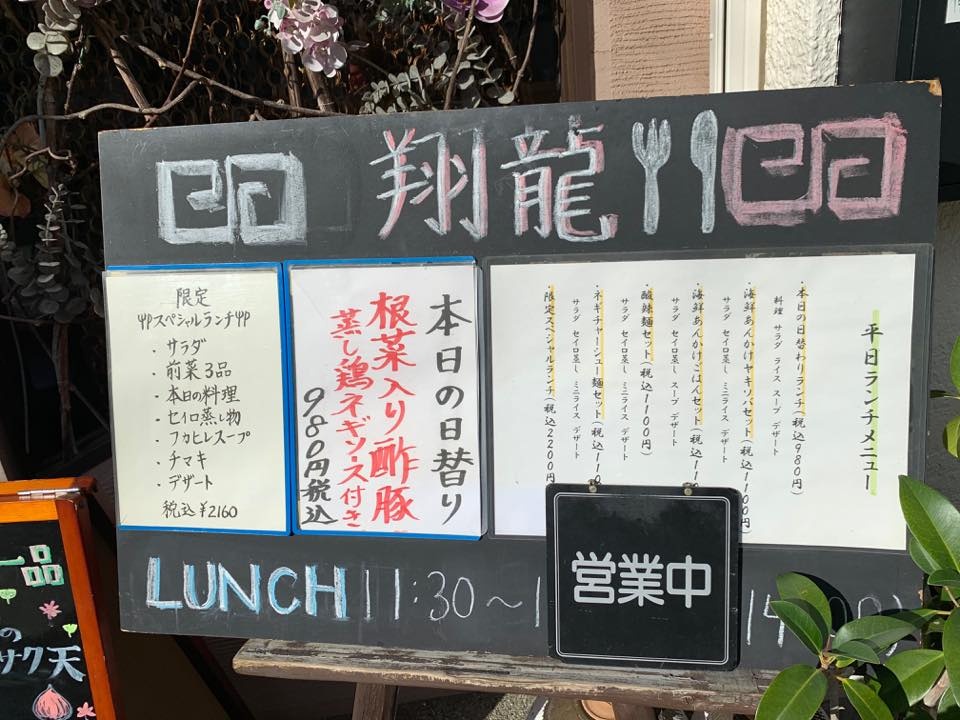 翔龍
限定
スペシャルランチ
・サラダ
・前菜3品
・本日の料理
・セイロ蒸し物
・フカヒレスープ
・チマキ
・デザート
税込¥2160
本日の日替り
根菜入り酢豚
蒸し鶏ネギソース付き
980円税込
平日ランチメニュー
・本日の日替わりランチ(税込980円)
料理 サラダ ライス スープ デザート
・海鮮あんかけヤキソバセット(税込1100円)
サラダ セイロ蒸し ミニライス デザート
・海鮮あんかけごはんセット(税込11
サラダ セイロ蒸し スープ デザート
・酸辣麺セット(税込1100円)
サラダ セイロ蒸し ミニライス デザート
・ネギチャーシュー麺セット(税込110
サラダ セイロ蒸し ミニライス デザート
・限定スペシャルランチ(税込2200円
LUNCH 11:30~1
営業中
一品
の
サク天